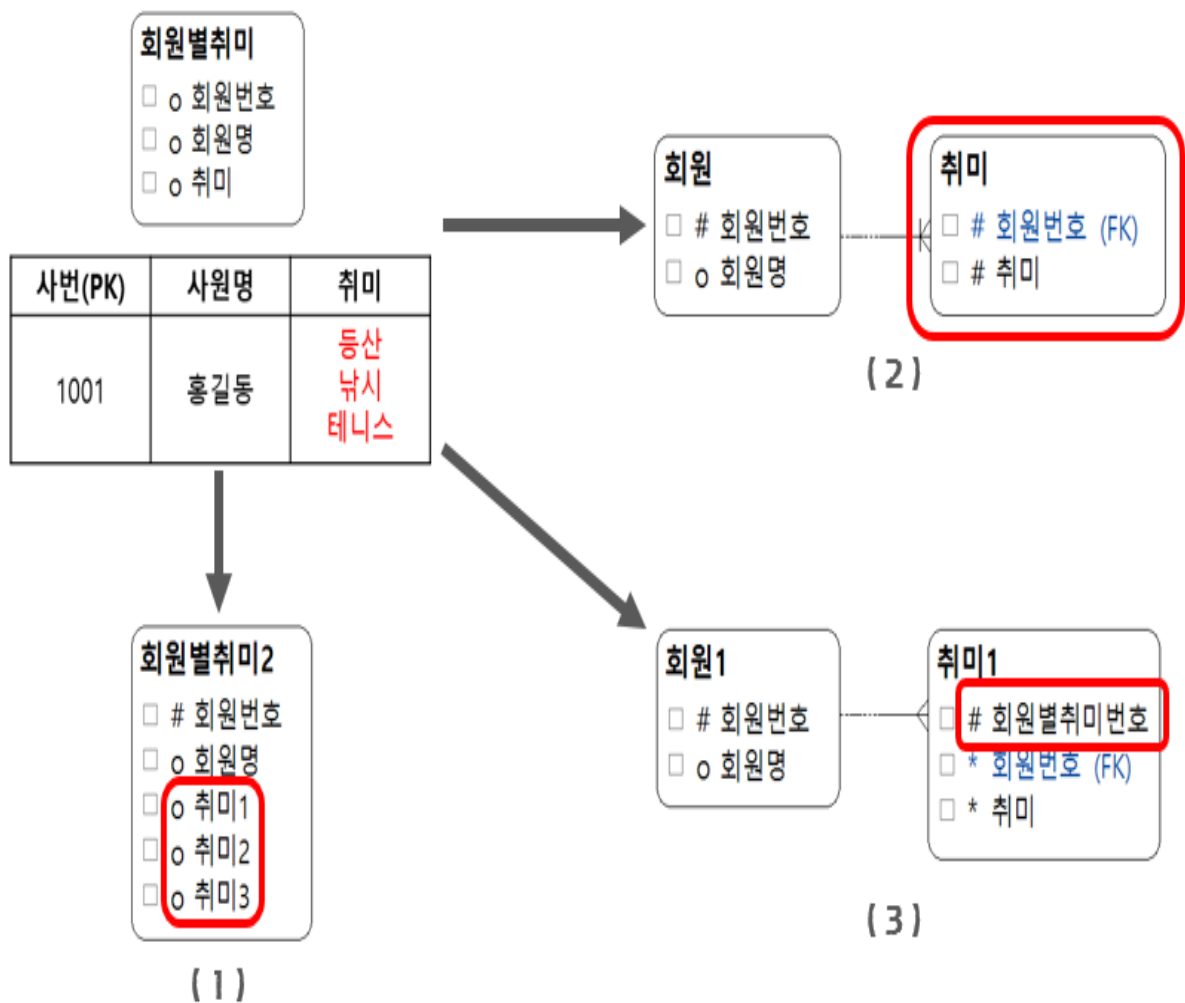 회원별취미
o 회원번호
o 회원명
o 취미
사번(PK) 사원명 취미
1001 홍길동 등산
낚시
테니스
회원
# 회원번호
o 회원명
취미
# 회원번호 (FK)
# 취미
(2)
회원별취미2
# 회원번호
o 회원명
o 취미1
o 취미2
o 취미3
(1)
회원1
# 회원번호
o 회원명
취미1
# 회원별취미번호
* 회원번호 (FK)
* 취미
(3)